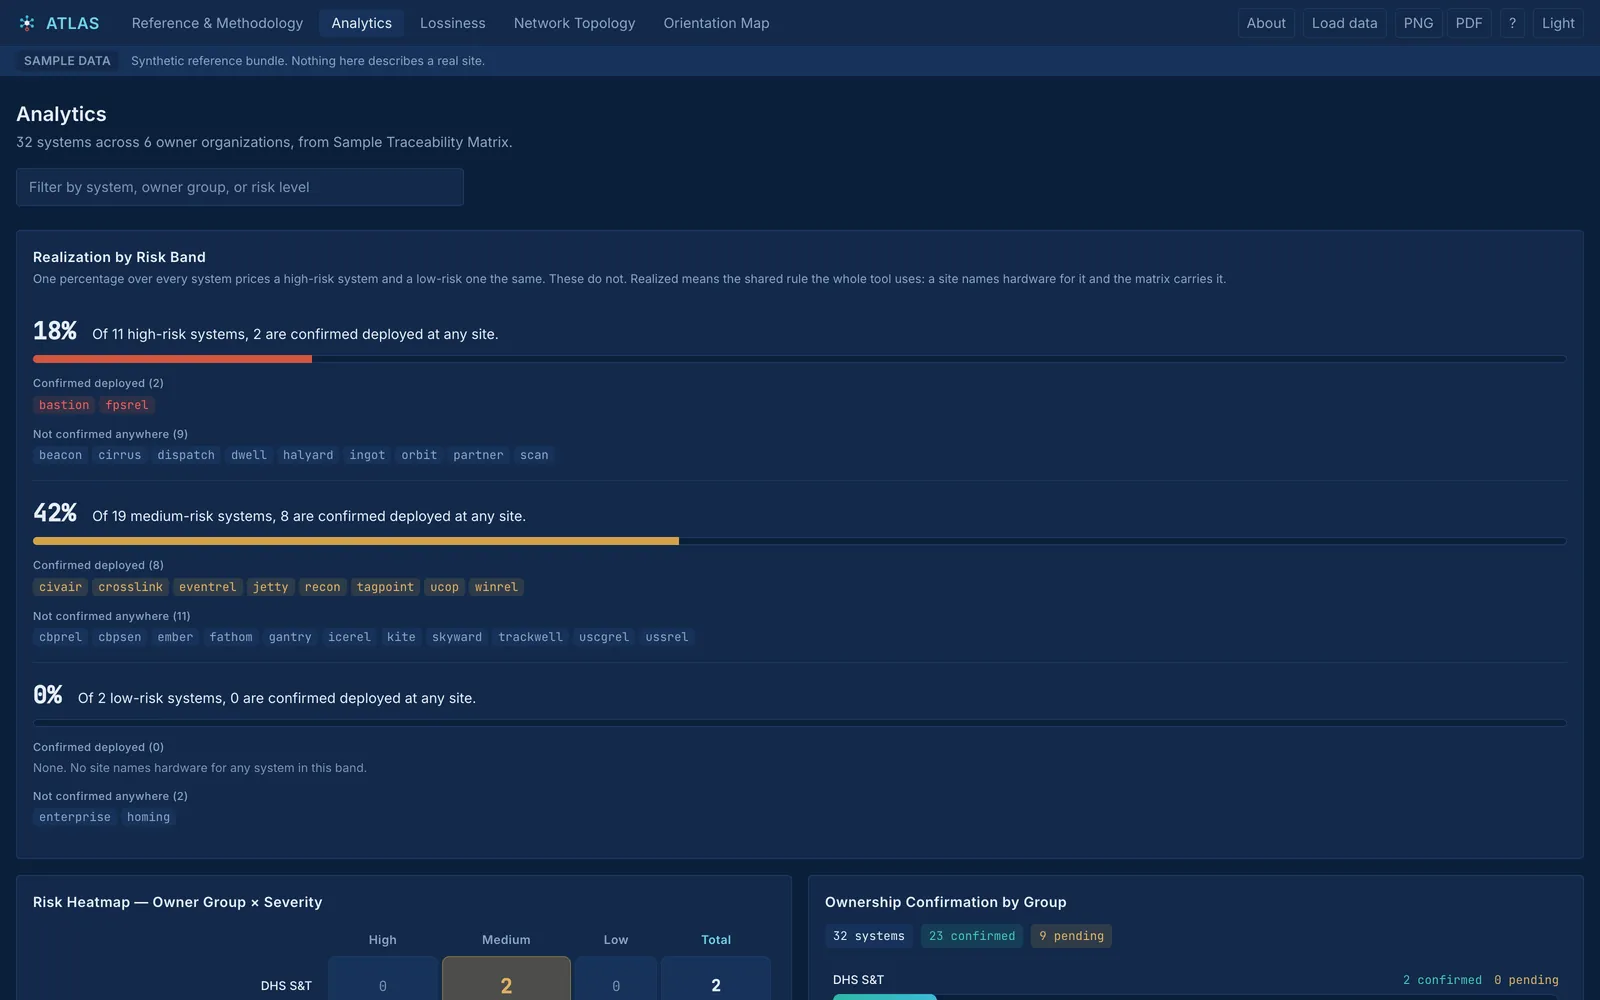 ATLAS Reference & Methodology Analytics Lossiness Network Topology Orientation Map About Load data PNG PDF ? Light
SAMPLE DATA Synthetic reference bundle. Nothing here describes a real site.
Analytics
32 systems across 6 owner organizations, from Sample Traceability Matrix.
Filter by system, owner group, or risk level
Realization by Risk Band
One percentage over every system prices a high-risk system and a low-risk one the same. These do not. Realized means the shared rule the whole tool uses: a site names hardware for it and the matrix carries it.
18% Of 11 high-risk systems, 2 are confirmed deployed at any site.
Confirmed deployed (2)
bastion fpsrel
Not confirmed anywhere (9)
beacon cirrus dispatch dwell halyard ingot orbit partner scan
42% Of 19 medium-risk systems, 8 are confirmed deployed at any site.
Confirmed deployed (8)
civair crosslink eventrel jetty recon tagpoint ucop winrel
Not confirmed anywhere (11)
cbprel cbpsen ember fathom gantry icerel kite skyward trackwell uscgrel ussrel
0% Of 2 low-risk systems, 0 are confirmed deployed at any site.
Confirmed deployed (0)
None. No site names hardware for any system in this band.
Not confirmed anywhere (2)
enterprise homing
Risk Heatmap — Owner Group × Severity
High Medium Low Total
DHS S&T 0 2 0 2
Ownership Confirmation by Group
32 systems 23 confirmed 9 pending
DHS S&T 2 confirmed 0 pending